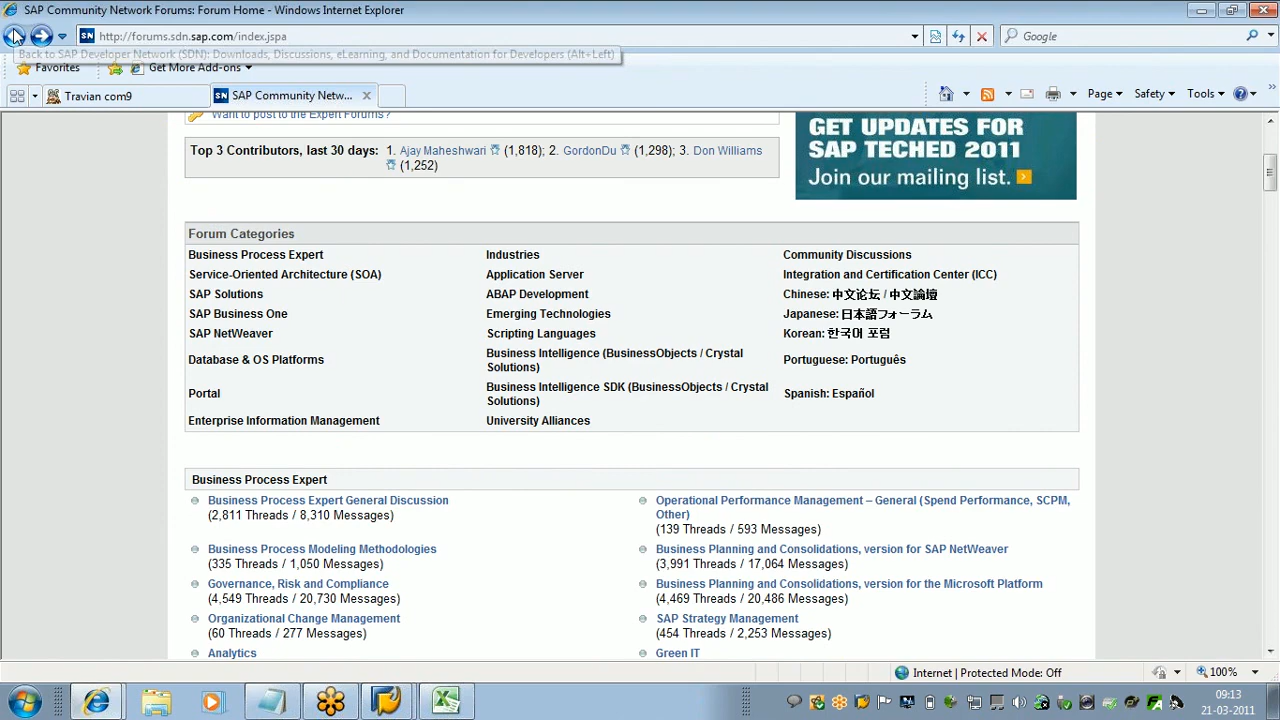 SAP Community Network Forums: Forum Home - Windows Internet Explorer
http://forums.sdn.sap.com/index.jspa
Google
Back to SAP Developer Network (SDN): Downloads, Discussions, eLearning, and Documentation for Developers (Alt+Left)
Favorites
Get More Add-ons
Travian com9
SN
SAP Community Netw...
Page
Safety
Tools
Want to post to the Expert Forums?
Top 3 Contributors, last 30 days:
1. Ajay Maheshwari (1,818); 2. GordonDu (1,298); 3. Don Williams
(1,252)
GET UPDATES FOR
SAP TECHED 2011
Join our mailing list.
Forum Categories
Business Process Expert
Industries
Community Discussions
Service-Oriented Architecture (SOA)
Application Server
Integration and Certification Center (ICC)
SAP Solutions
ABAP Development
Chinese: 中文论坛 / 中文論壇
SAP Business One
Emerging Technologies
Japanese: 日本語フォーラム
SAP NetWeaver
Scripting Languages
Korean: 한국어 포럼
Database & OS Platforms
Business Intelligence (BusinessObjects / Crystal
Solutions)
Portuguese: Português
Portal
Business Intelligence SDK (BusinessObjects / Crystal
Solutions)
Spanish: Español
Enterprise Information Management
University Alliances
Business Process Expert
Business Process Expert General Discussion
(2,811 Threads / 8,310 Messages)
Operational Performance Management – General (Spend Performance, SCPM,
Other)
(139 Threads / 593 Messages)
Business Process Modeling Methodologies
(335 Threads / 1,050 Messages)
Business Planning and Consolidations, version for SAP NetWeaver
(3,991 Threads / 17,064 Messages)
Governance, Risk and Compliance
(4,549 Threads / 20,730 Messages)
Business Planning and Consolidations, version for the Microsoft Platform
(4,469 Threads / 20,486 Messages)
Organizational Change Management
(60 Threads / 277 Messages)
SAP Strategy Management
(454 Threads / 2,253 Messages)
Analytics
Green IT
Internet | Protected Mode: Off
100%
09:13
21-03-2011